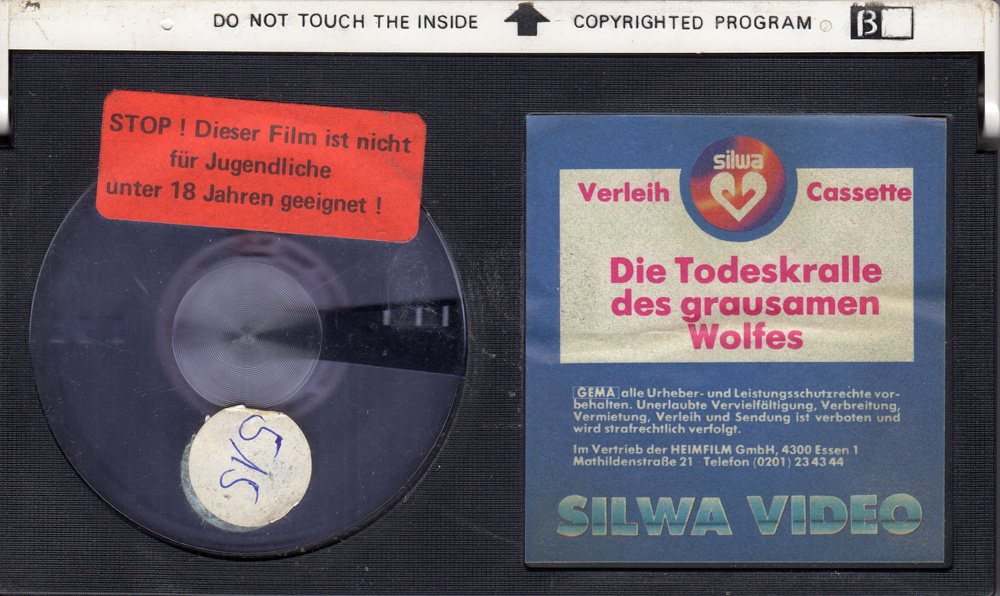 DO NOT TOUCH THE INSIDE
COPYRIGHTED PROGRAM
β
STOP ! Dieser Film ist nicht
für Jugendliche
unter 18 Jahren geeignet !
515
silwa
Verleih Cassette
Die Todeskralle
des grausamen
Wolfes
GEMA alle Urheber- und Leistungsschutzrechte vor-
behalten. Unerlaubte Vervielfältigung, Verbreitung,
Vermietung, Verleih und Sendung ist verboten und
wird strafrechtlich verfolgt.
Im Vertrieb der HEIMFILM GmbH, 4300 Essen 1
Mathildenstraße 21 · Telefon (0201) 23 43 44
SILWA VIDEO